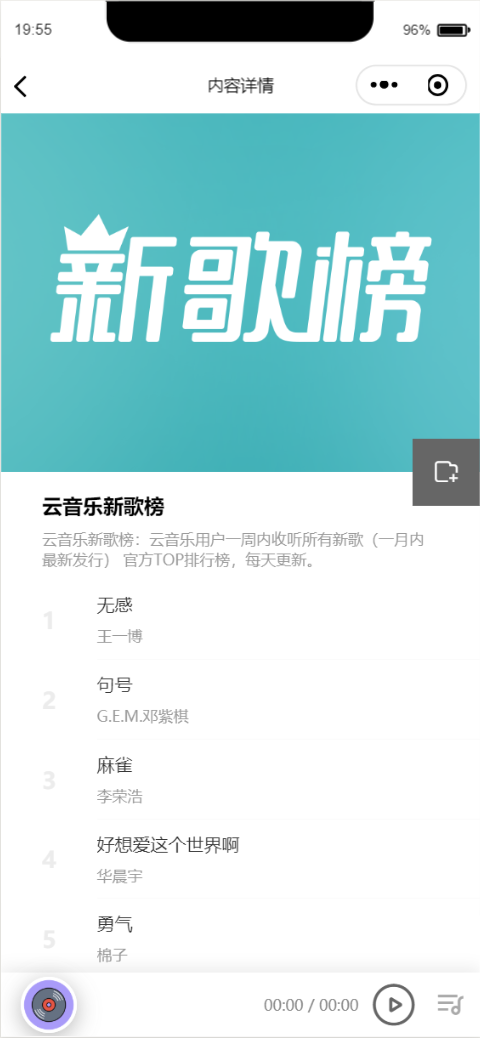 19:55
96%
内容详情
新歌榜
云音乐新歌榜
云音乐新歌榜：云音乐用户一周内收听所有新歌（一月内
最新发行） 官方TOP排行榜，每天更新。
1
无感
王一博
2
句号
G.E.M.邓紫棋
3
麻雀
李荣浩
4
好想爱这个世界啊
华晨宇
5
勇气
棉子
00:00 / 00:00